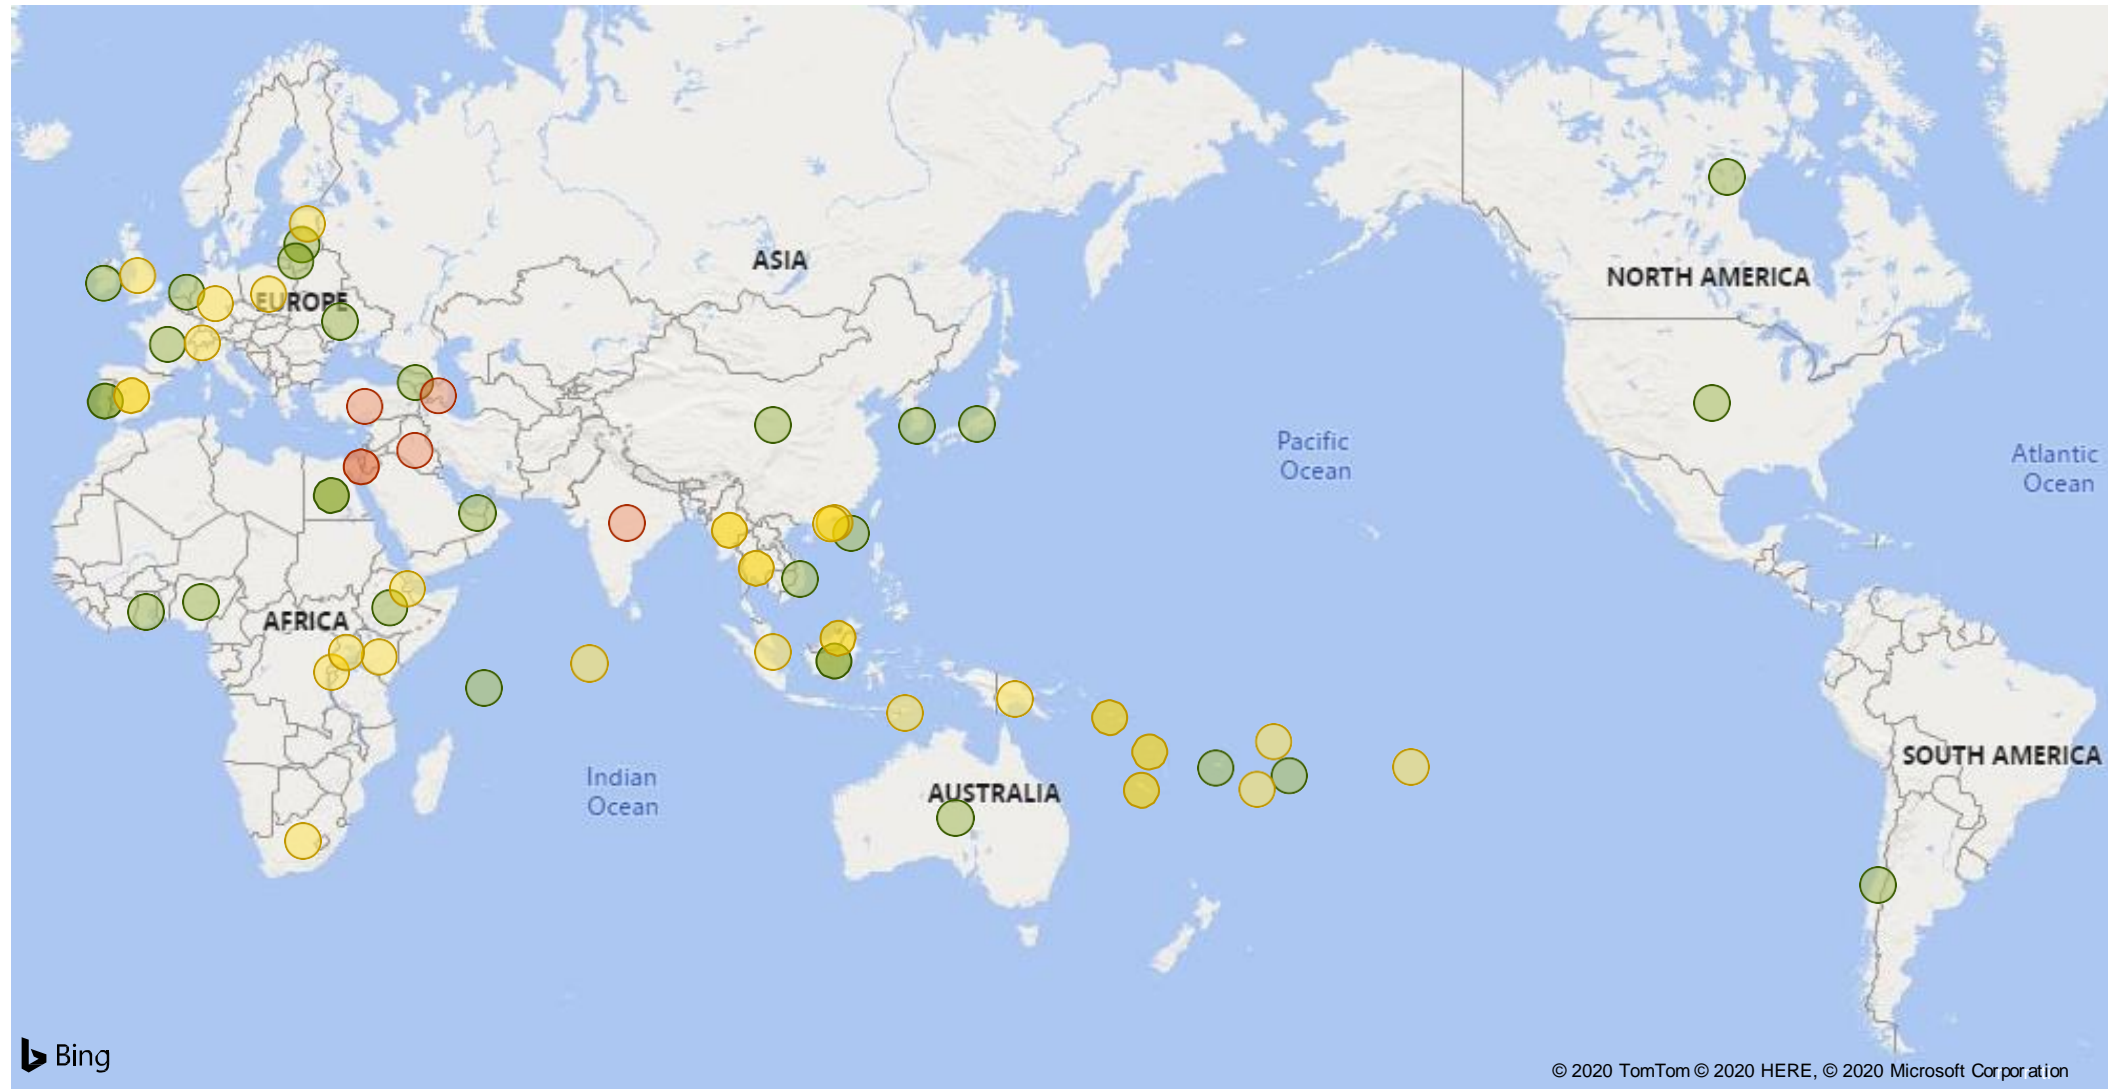 ASIA
NORTH AMERICA
EUROPE
Pacific
Ocean
Atlantic
Ocean
AFRICA
SOUTH AMERICA
Indian
Ocean
AUSTRALIA
Bing
© 2020 TomTom © 2020 HERE, © 2020 Microsoft Corporation